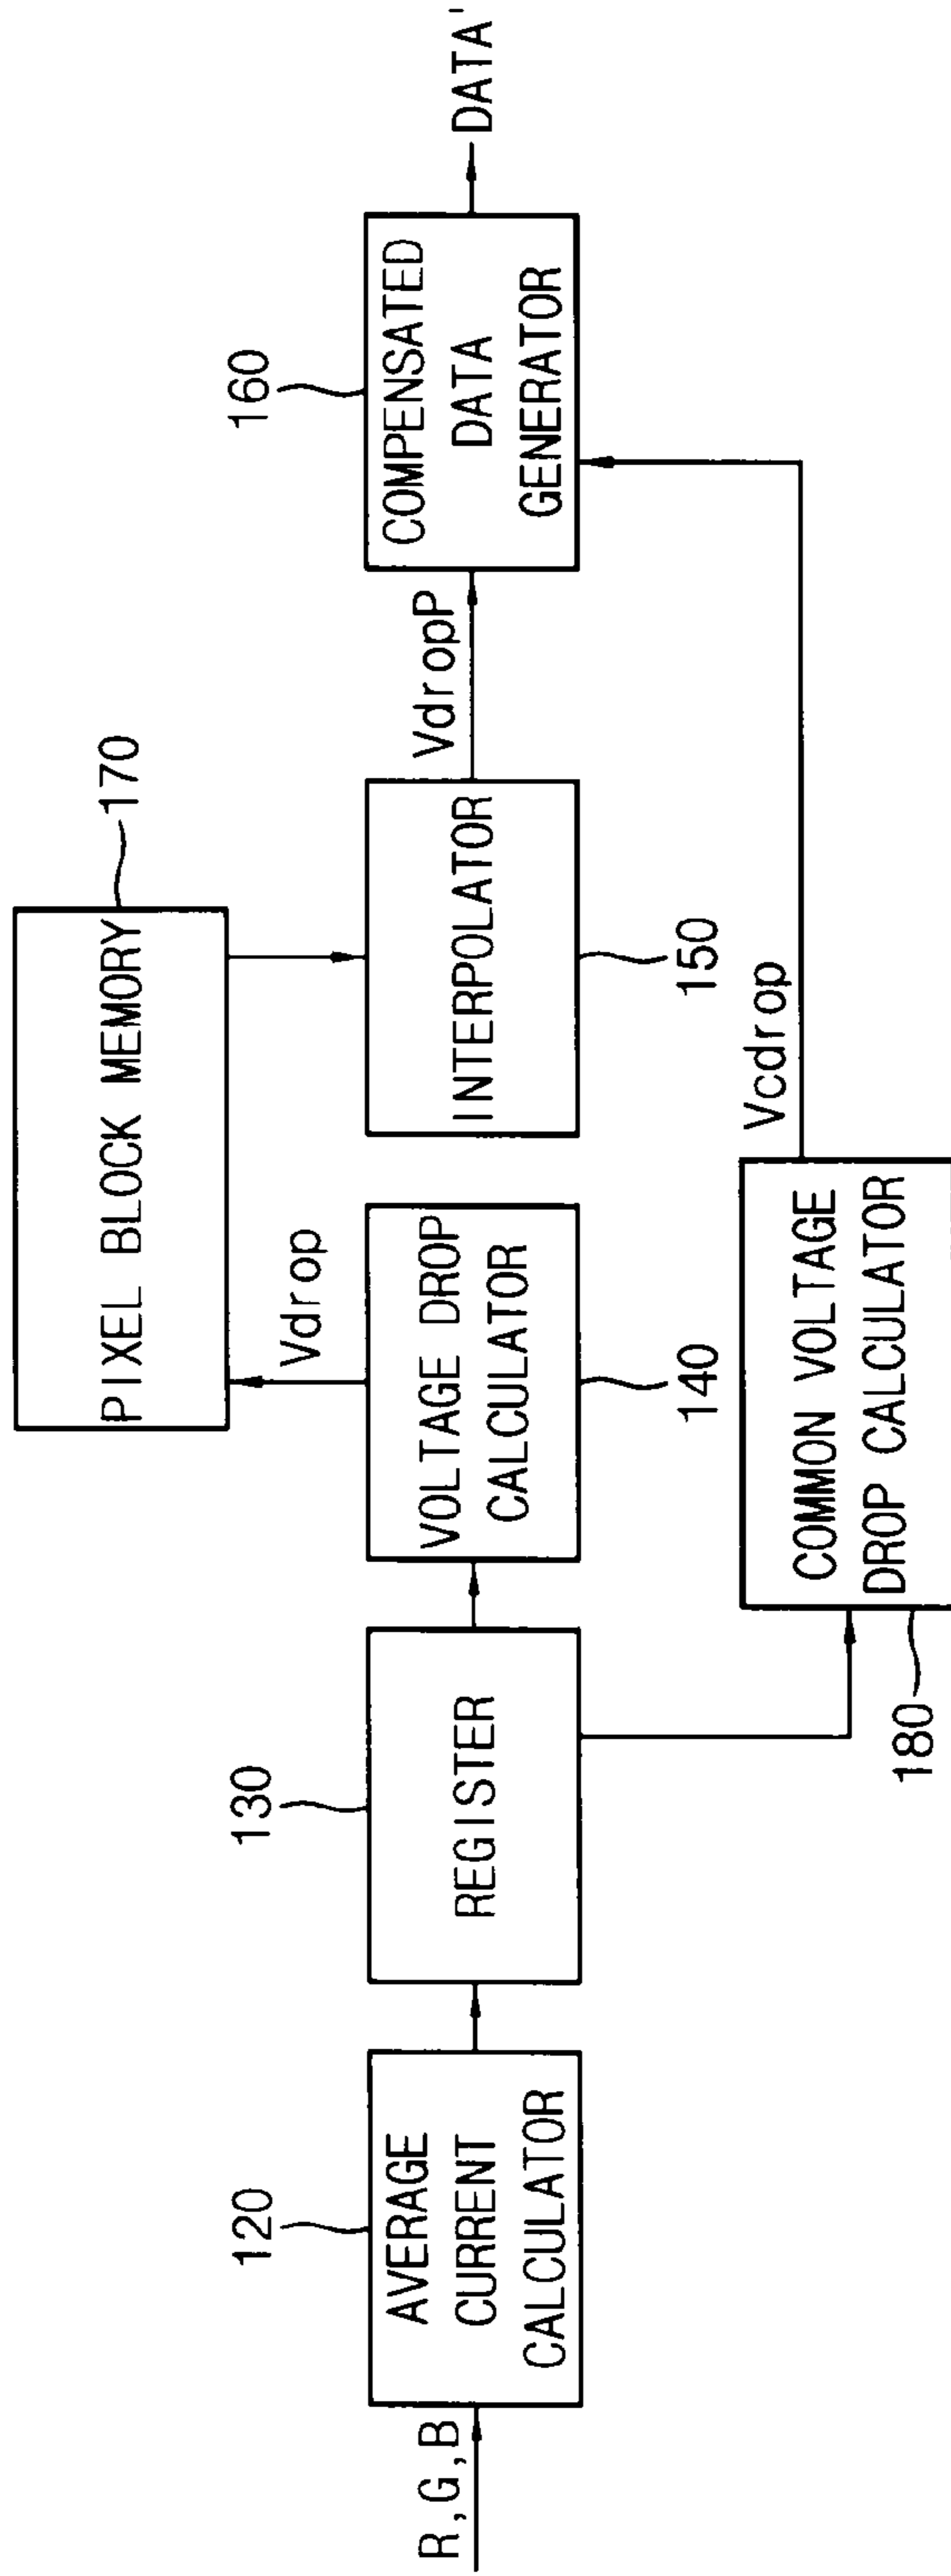 R,G,B
120
AVERAGE
CURRENT
CALCULATOR
130
REGISTER
VOLTAGE DROP
CALCULATOR
140
Vdrop
PIXEL BLOCK MEMORY
170
INTERPOLATOR
150
VdropP
160
COMPENSATED
DATA
GENERATOR
DATA'
COMMON VOLTAGE
DROP CALCULATOR
180
Vcdrop